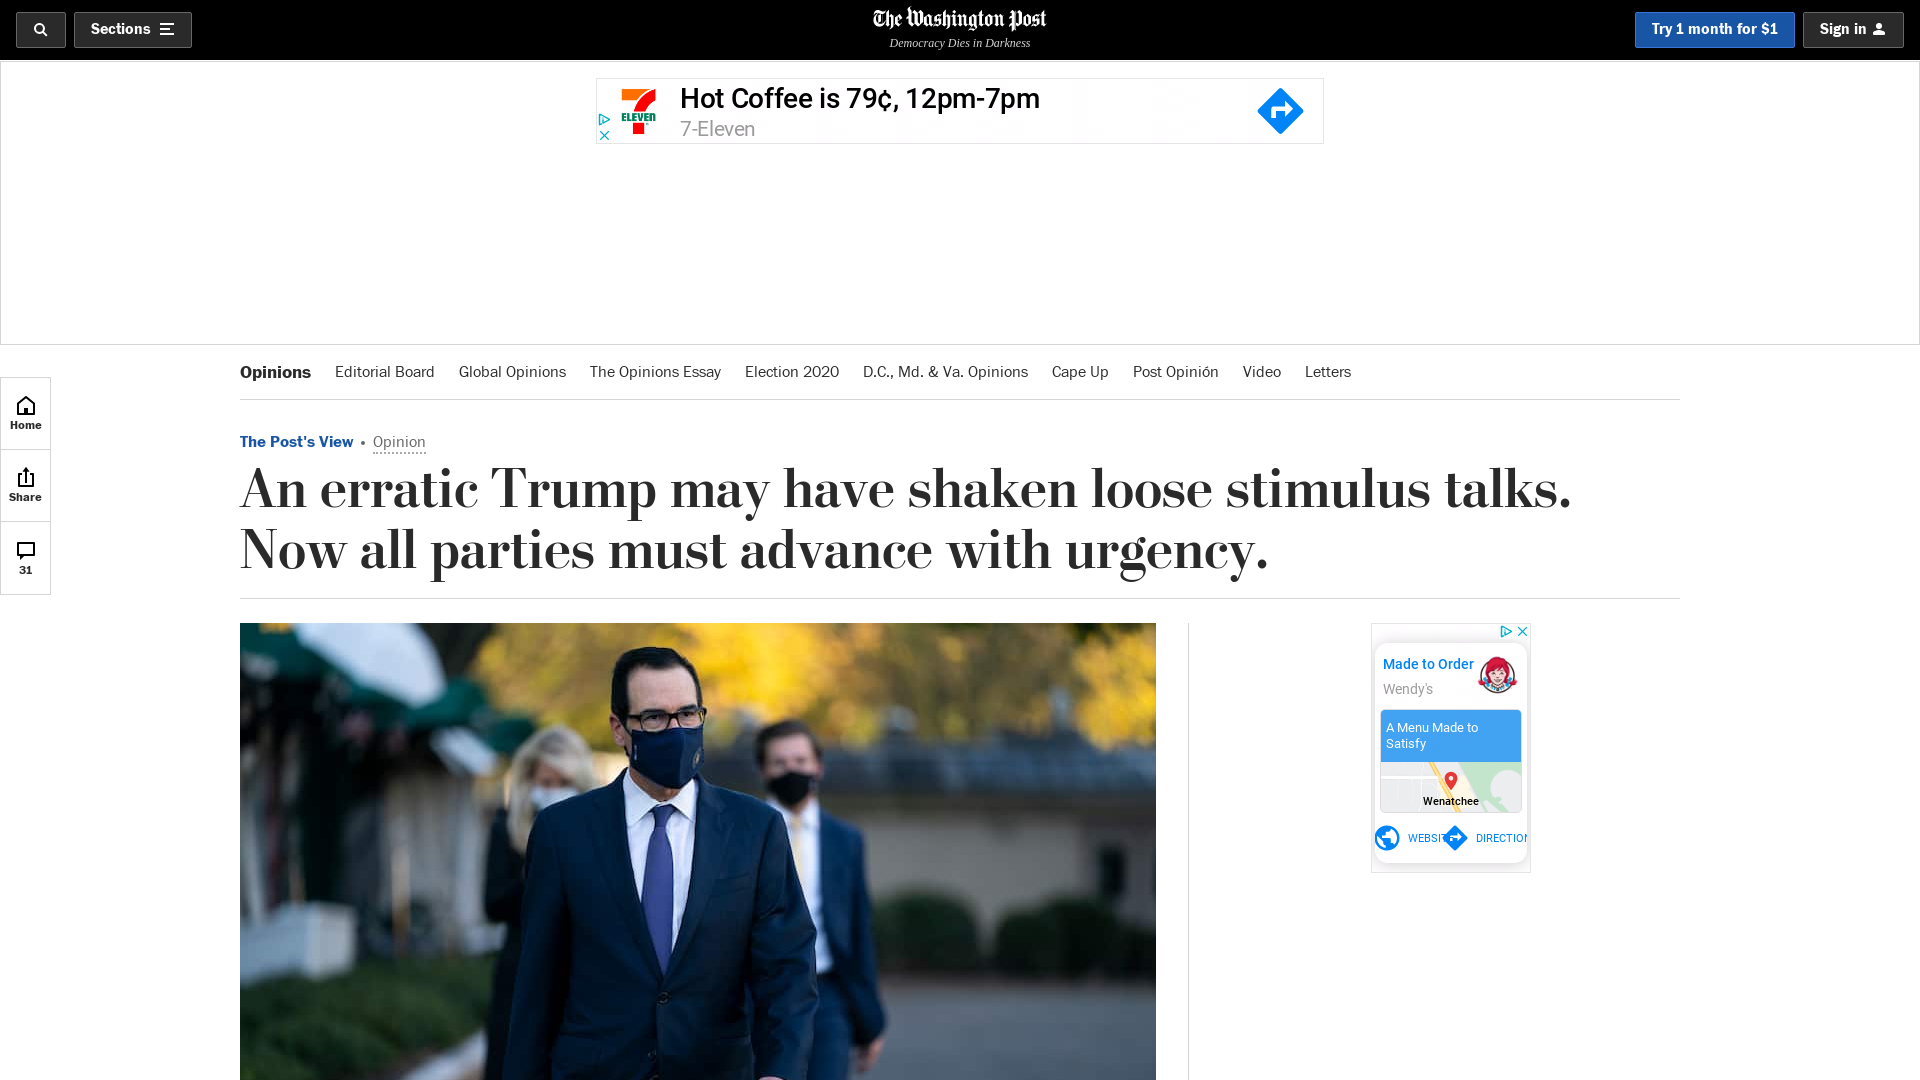 Sections
The Washington Post
Democracy Dies in Darkness
Try 1 month for $1
Sign in
Hot Coffee is 79¢, 12pm-7pm
7-Eleven
ELEVEN
Opinions
Editorial Board
Global Opinions
The Opinions Essay
Election 2020
D.C., Md. & Va. Opinions
Cape Up
Post Opinión
Video
Letters
Home
Share
31
The Post's View • Opinion
An erratic Trump may have shaken loose stimulus talks.
Now all parties must advance with urgency.
Made to Order
Wendy's
A Menu Made to
Satisfy
Wenatchee
WEBSITE
DIRECTION